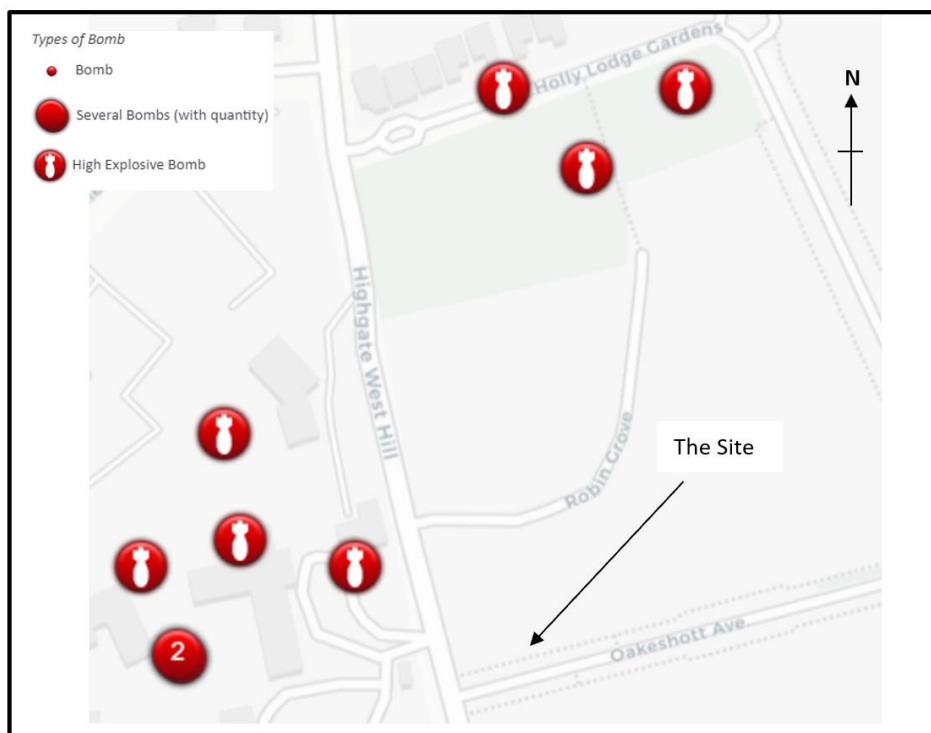 Types of Bomb
Bomb
Several Bombs (with quantity)
High Explosive Bomb
Holly Lodge Gardens
N
Highgate West Hill
The Site
Robin Grove
Oakeshott Ave
2